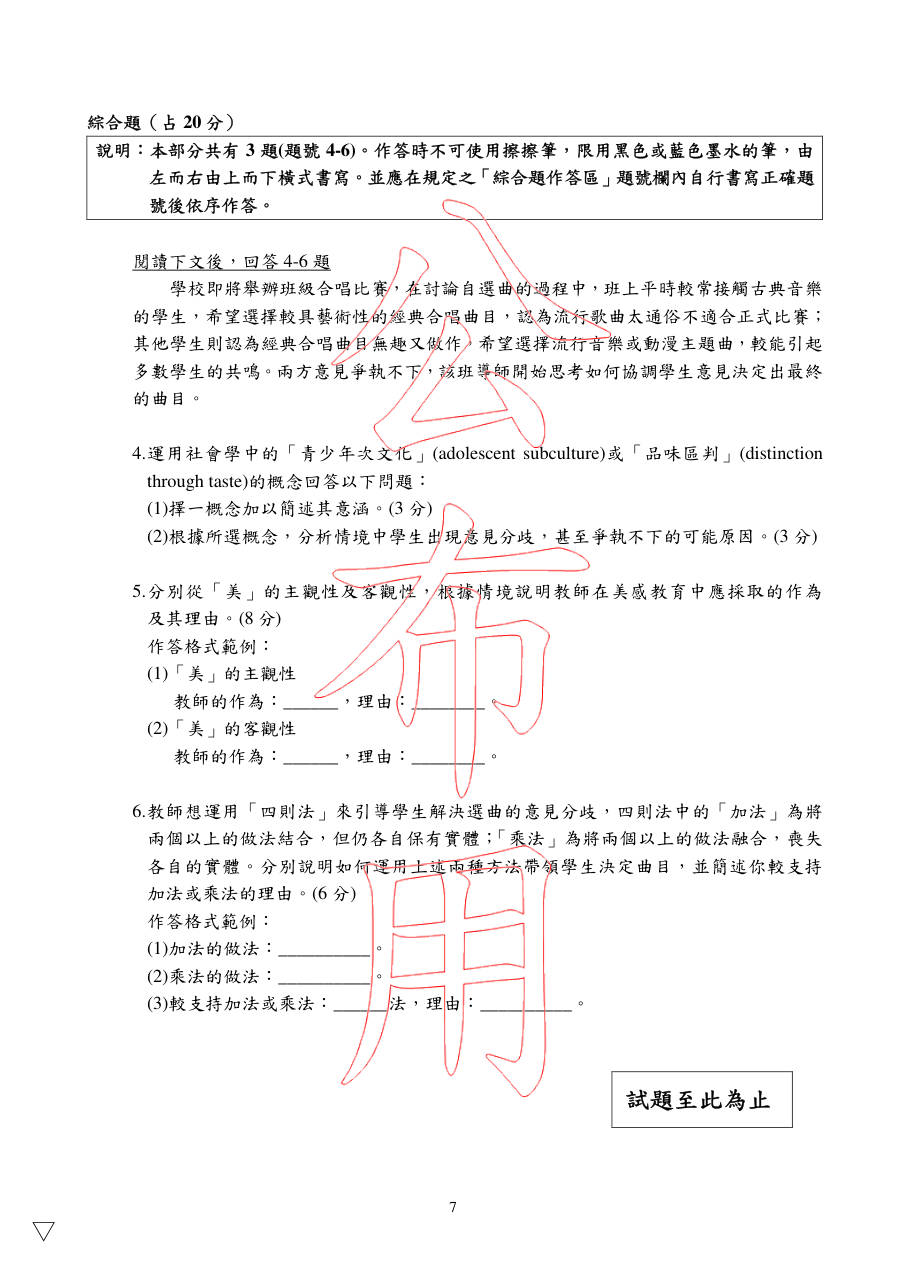 綜合題（占 20 分）
說明：本部分共有 3 題(題號 4-6)。作答時不可使用擦擦筆，限用黑色或藍色墨水的筆，由
左而右由上而下橫式書寫。並應在規定之「綜合題作答區」題號欄內自行書寫正確題
號後依序作答。
閱讀下文後，回答 4-6 題
學校即將舉辦班級合唱比賽，在討論自選曲的過程中，班上平時較常接觸古典音樂
的學生，希望選擇較具藝術性的經典合唱曲目，認為流行歌曲太通俗不適合正式比賽；
其他學生則認為經典合唱曲目無趣又做作，希望選擇流行音樂或動漫主題曲，較能引起
多數學生的共鳴。兩方意見爭執不下，該班導師開始思考如何協調學生意見決定出最終
的曲目。
4.運用社會學中的「青少年次文化」(adolescent subculture)或「品味區判」(distinction
through taste)的概念回答以下問題：
(1)擇一概念加以簡述其意涵。(3 分)
(2)根據所選概念，分析情境中學生出現意見分歧，甚至爭執不下的可能原因。(3 分)
5.分別從「美」的主觀性及客觀性，根據情境說明教師在美感教育中應採取的作為
及其理由。(8 分)
作答格式範例：
(1)「美」的主觀性
教師的作為：______，理由：________。
(2)「美」的客觀性
教師的作為：______，理由：________。
6.教師想運用「四則法」來引導學生解決選曲的意見分歧，四則法中的「加法」為將
兩個以上的做法結合，但仍各自保有實體；「乘法」為將兩個以上的做法融合，喪失
各自的實體。分別說明如何運用上述兩種方法帶領學生決定曲目，並簡述你較支持
加法或乘法的理由。(6 分)
作答格式範例：
(1)加法的做法：__________。
(2)乘法的做法：__________。
(3)較支持加法或乘法：______法，理由：__________。
試題至此為止
7
公布用